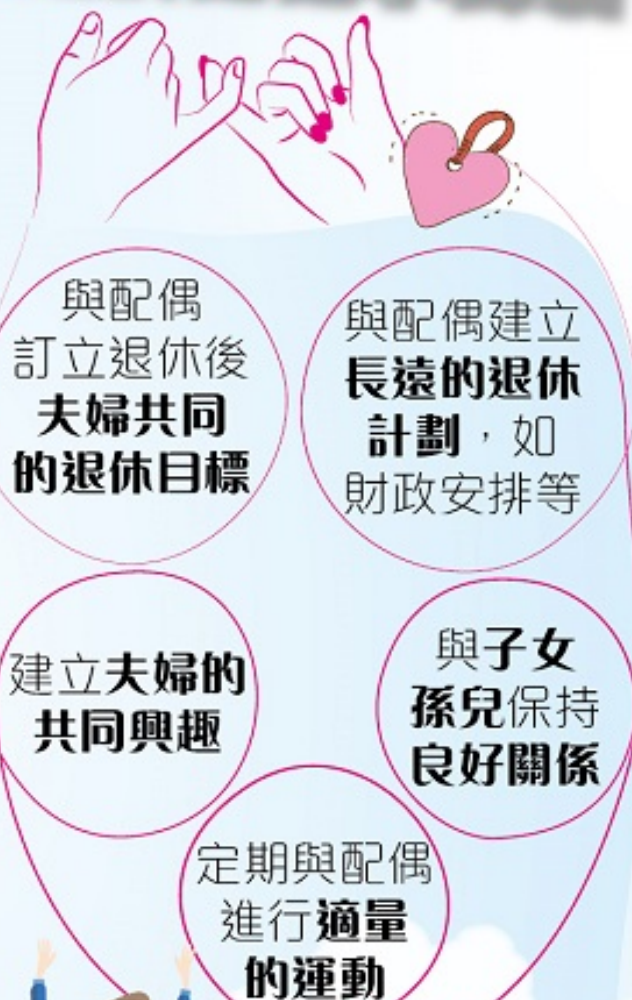 與配偶
訂立退休後
夫婦共同
的退休目標
與配偶建立
長遠的退休
計劃，如
財政安排等
建立夫婦的
共同興趣
與子女
孫兒保持
良好關係
定期與配偶
進行適量
的運動